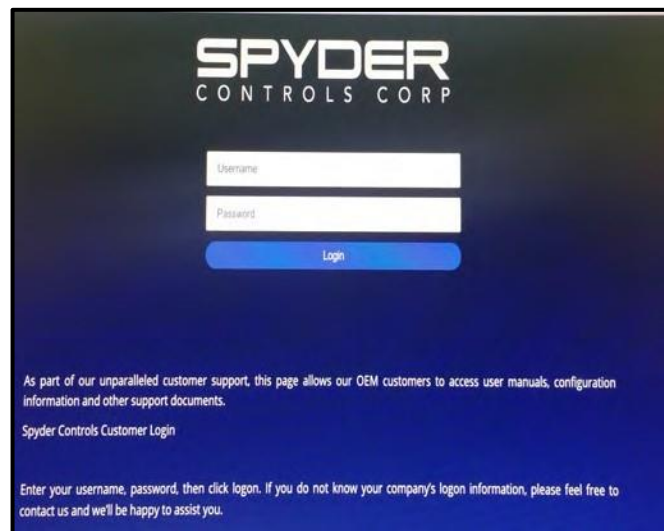 SPYDER
CONTROLS CORP
Username
Password
Login
As part of our unparalleled customer support, this page allows our OEM customers to access user manuals, configuration
information and other support documents.
Spyder Controls Customer Login
Enter your username, password, then click logon. If you do not know your company's logon information, please feel free to
contact us and we'll be happy to assist you.